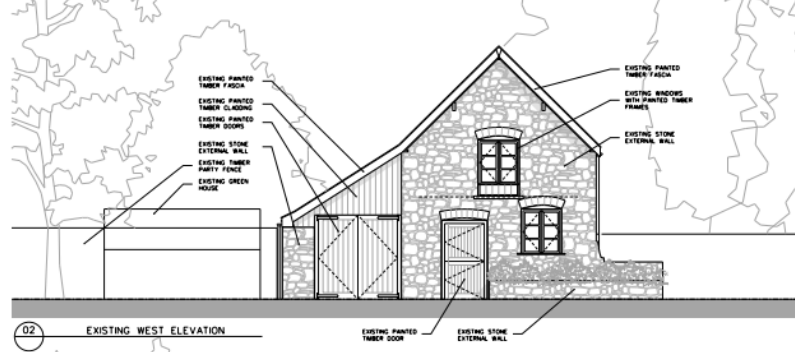 EXISTING PAINTED
TIMBER FASCIA
EXISTING PAINTED
TIMBER CLADDING
EXISTING PAINTED
TIMBER DOORS
EXISTING STONE
EXTERNAL WALL
EXISTING TIMBER
PARTY FENCE
EXISTING GREEN
HOUSE
EXISTING PAINTED
TIMBER FASCIA
EXISTING WINDOWS
WITH PAINTED TIMBER
FRAMES
EXISTING STONE
EXTERNAL WALL
02 EXISTING WEST ELEVATION
EXISTING PAINTED
TIMBER DOOR
EXISTING STONE
EXTERNAL WALL